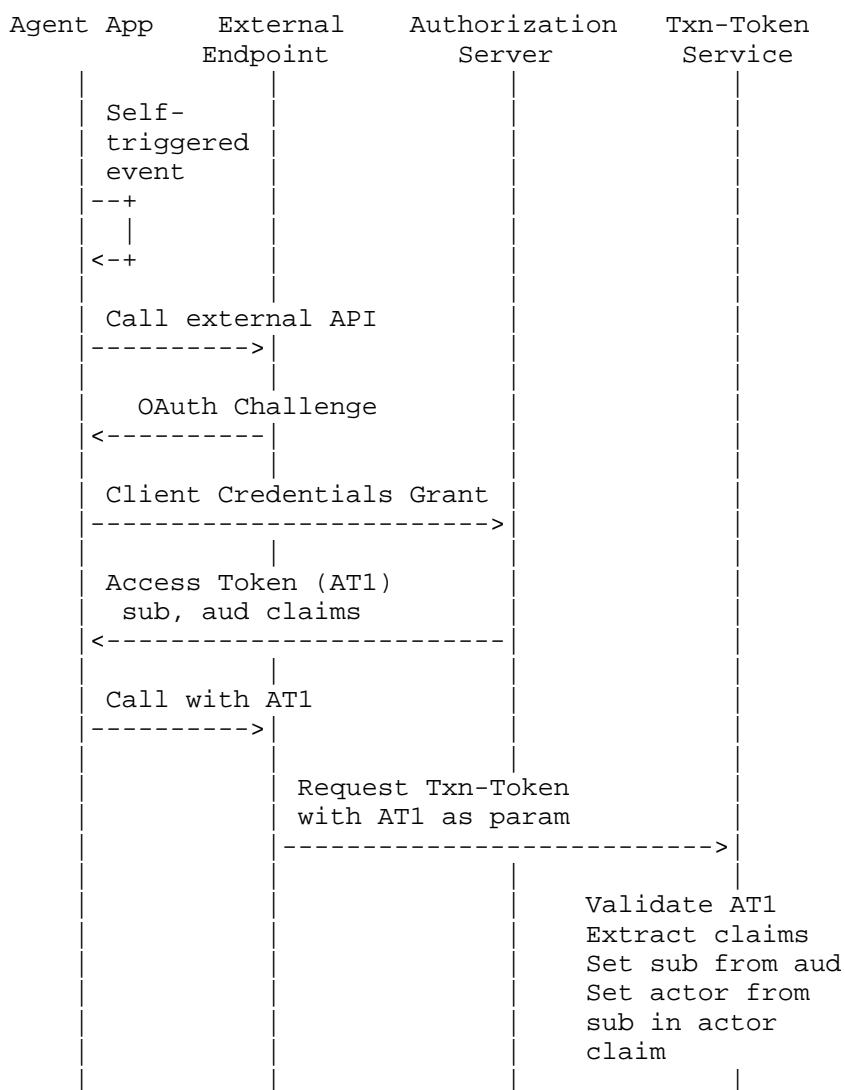 Agent App External Authorization Txn-Token
Endpoint Server Service
Self-
triggered
event
Call external API
OAuth Challenge
Client Credentials Grant
Access Token (AT1)
sub, aud claims
Call with AT1
Request Txn-Token
with AT1 as param
Validate AT1
Extract claims
Set sub from aud
Set actor from
sub in actor
claim